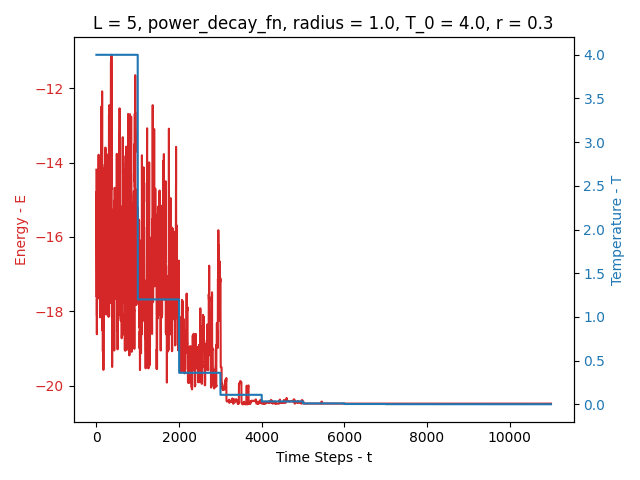 L = 5, power_decay_fn, radius = 1.0, T_0 = 4.0, r = 0.3
−12
−14
−16
−18
−20
Energy - E
4.0
3.5
3.0
2.5
2.0
1.5
1.0
0.5
0.0
Temperature - T
0 2000 4000 6000 8000 10000
Time Steps - t